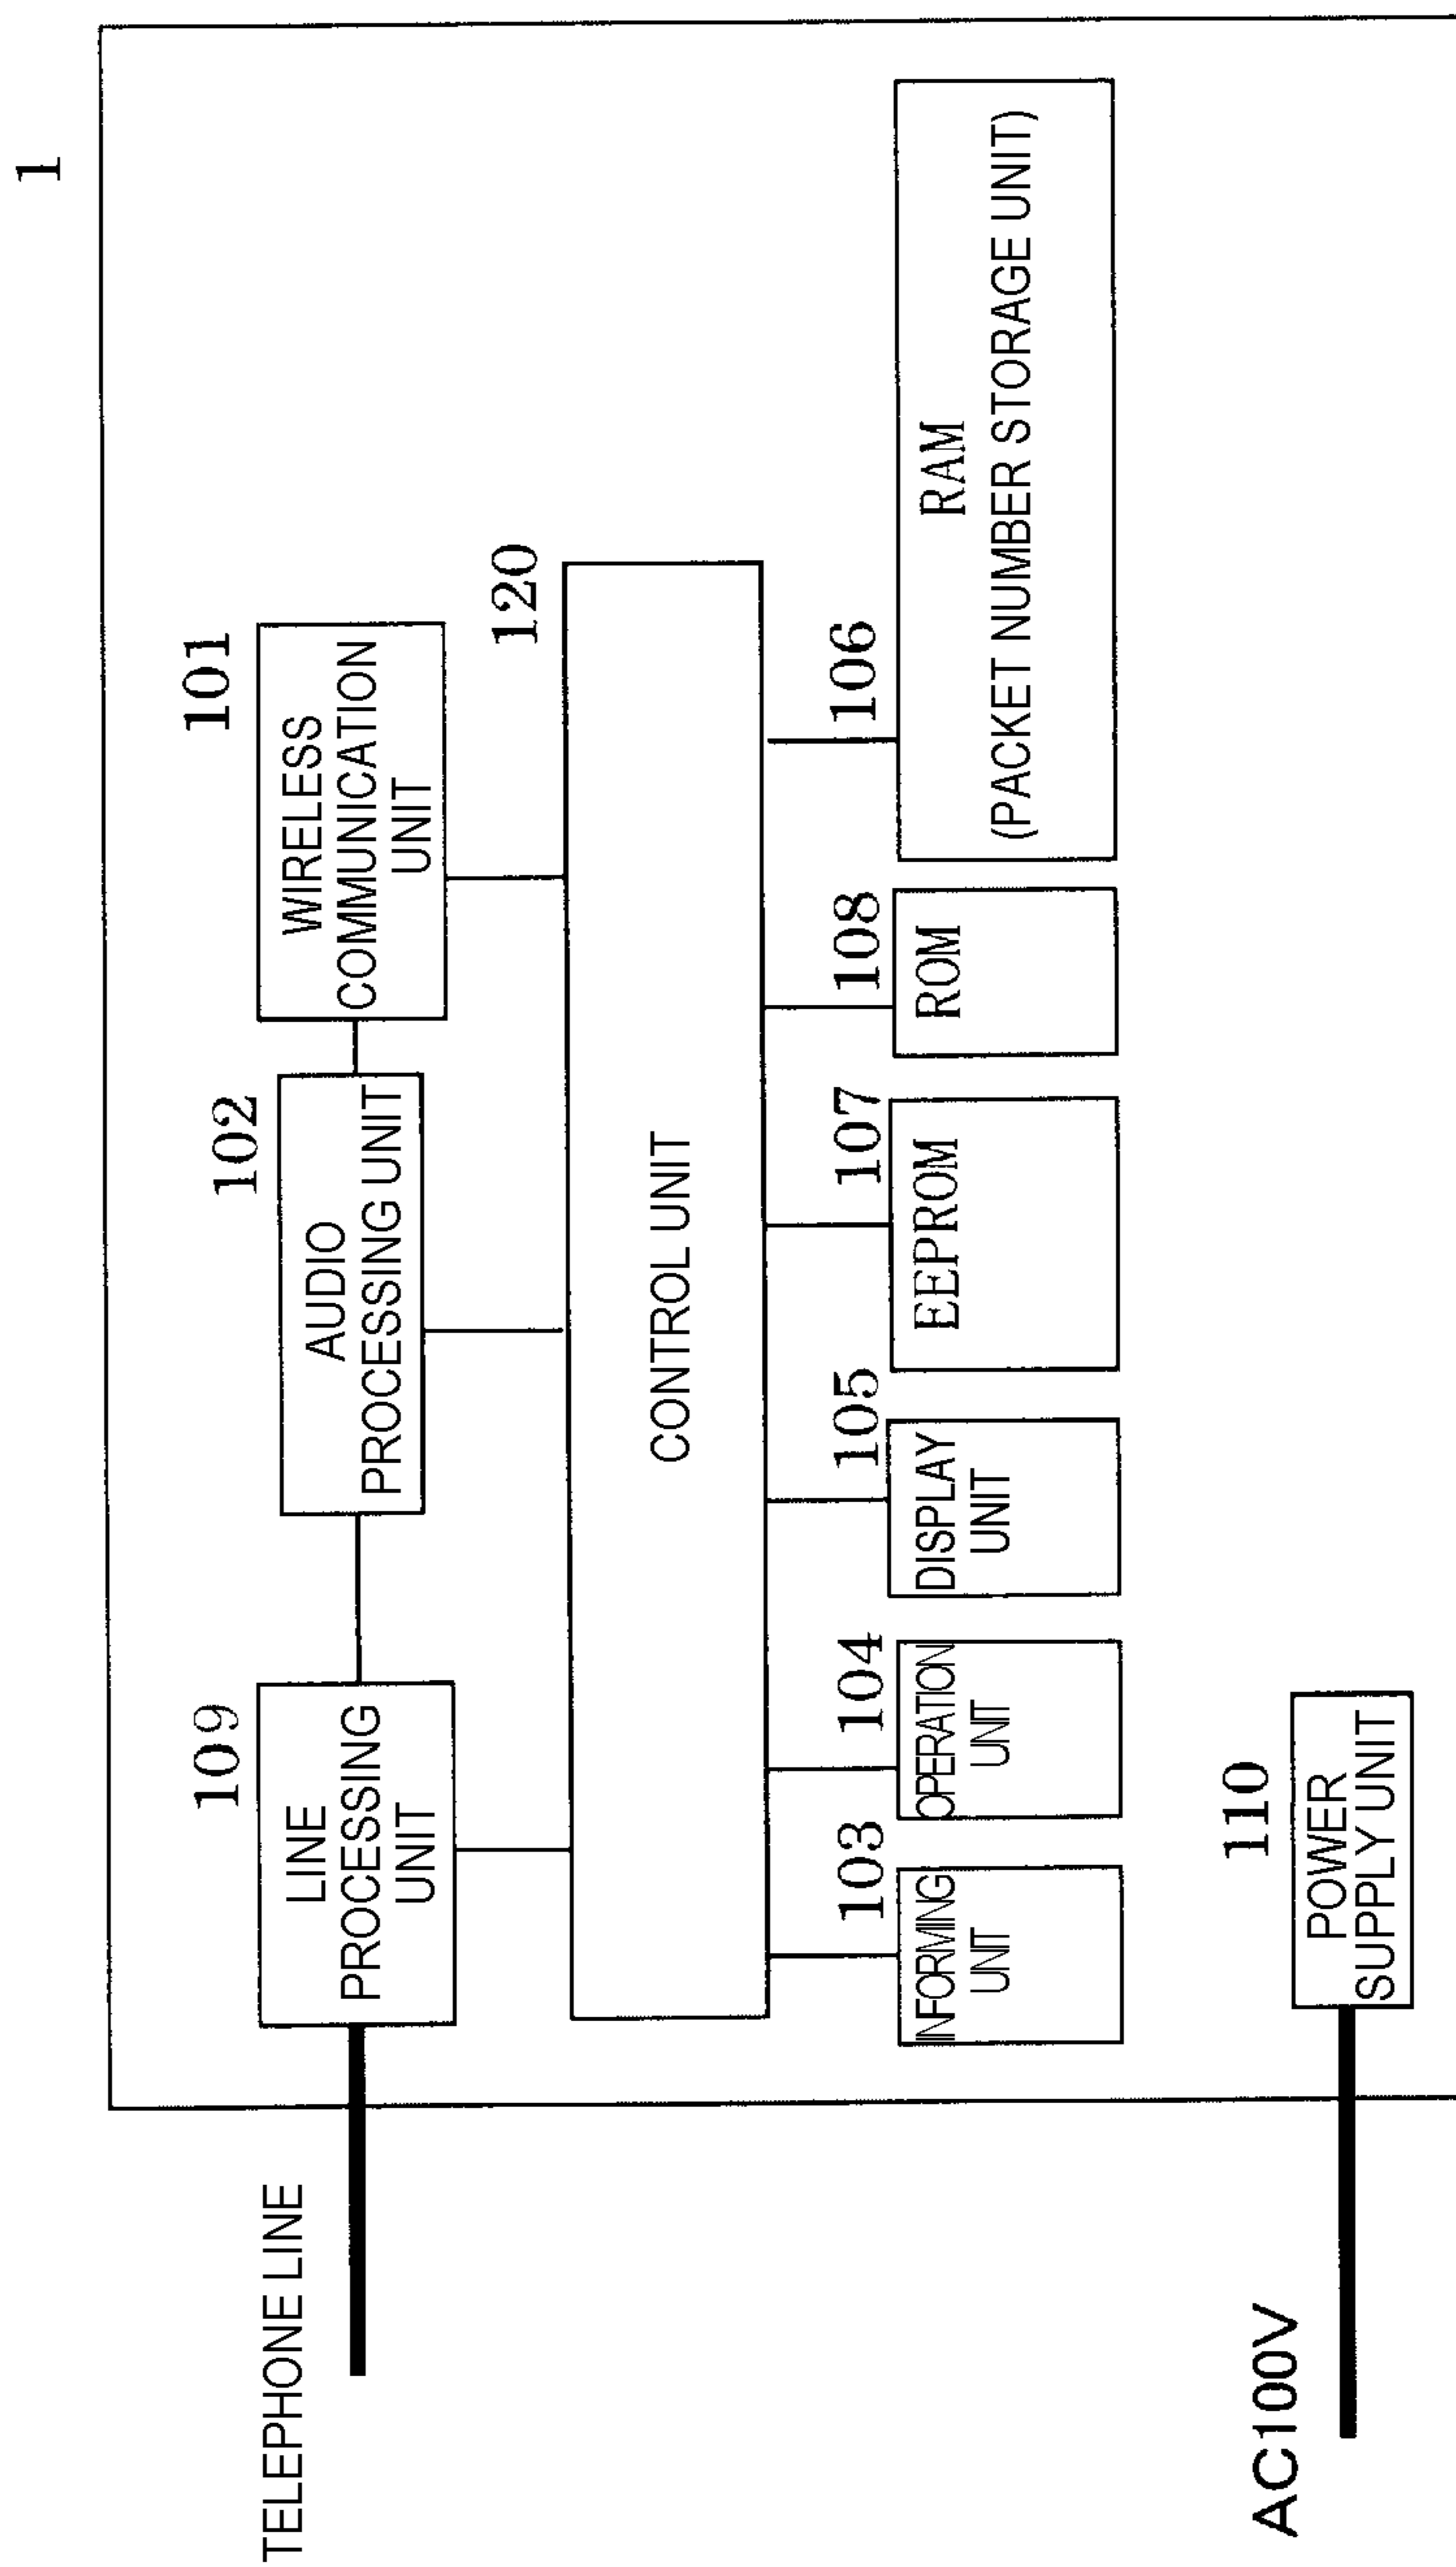 1
101
WIRELESS
COMMUNICATION
UNIT
102
AUDIO
PROCESSING UNIT
109
LINE
PROCESSING
UNIT
TELEPHONE LINE
120
CONTROL UNIT
103
INFORMING
UNIT
104
OPERATION
UNIT
105
DISPLAY
UNIT
107
EEPROM
108
ROM
106
RAM
(PACKET NUMBER STORAGE UNIT)
110
POWER
SUPPLY UNIT
AC100V